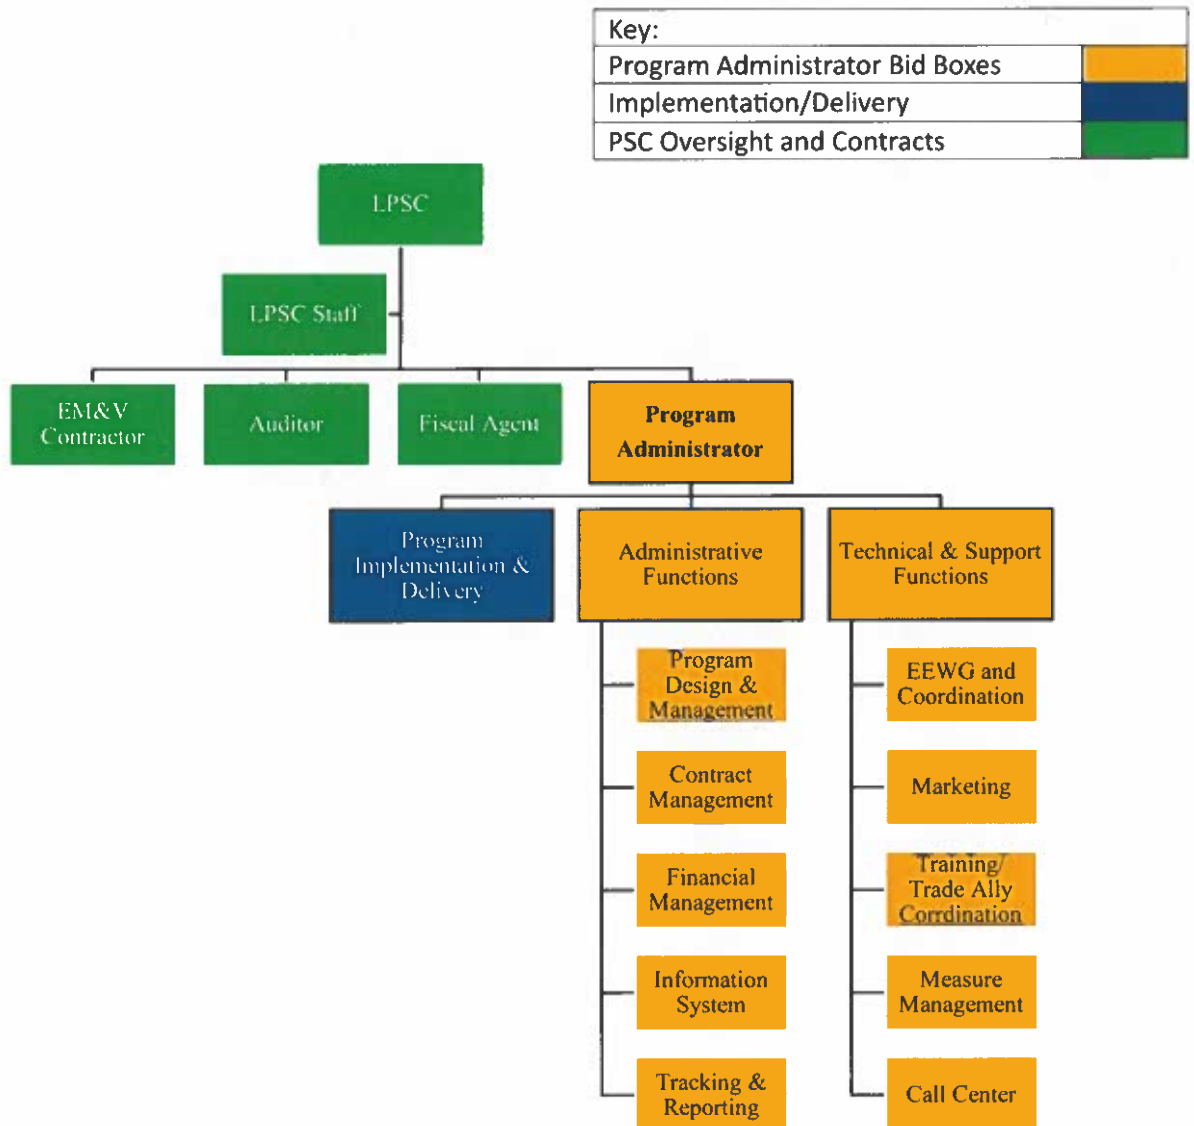 Key:
Program Administrator Bid Boxes
Implementation/Delivery
PSC Oversight and Contracts
LPSC
LPSC Staff
EM&V
Contractor
Auditor
Fiscal Agent
Program
Administrator
Program
Implementation &
Delivery
Administrative
Functions
Technical & Support
Functions
Program
Design &
Management
EEWG and
Coordination
Contract
Management
Marketing
Financial
Management
Training/
Trade Ally
Corrdination
Information
System
Measure
Management
Tracking &
Reporting
Call Center